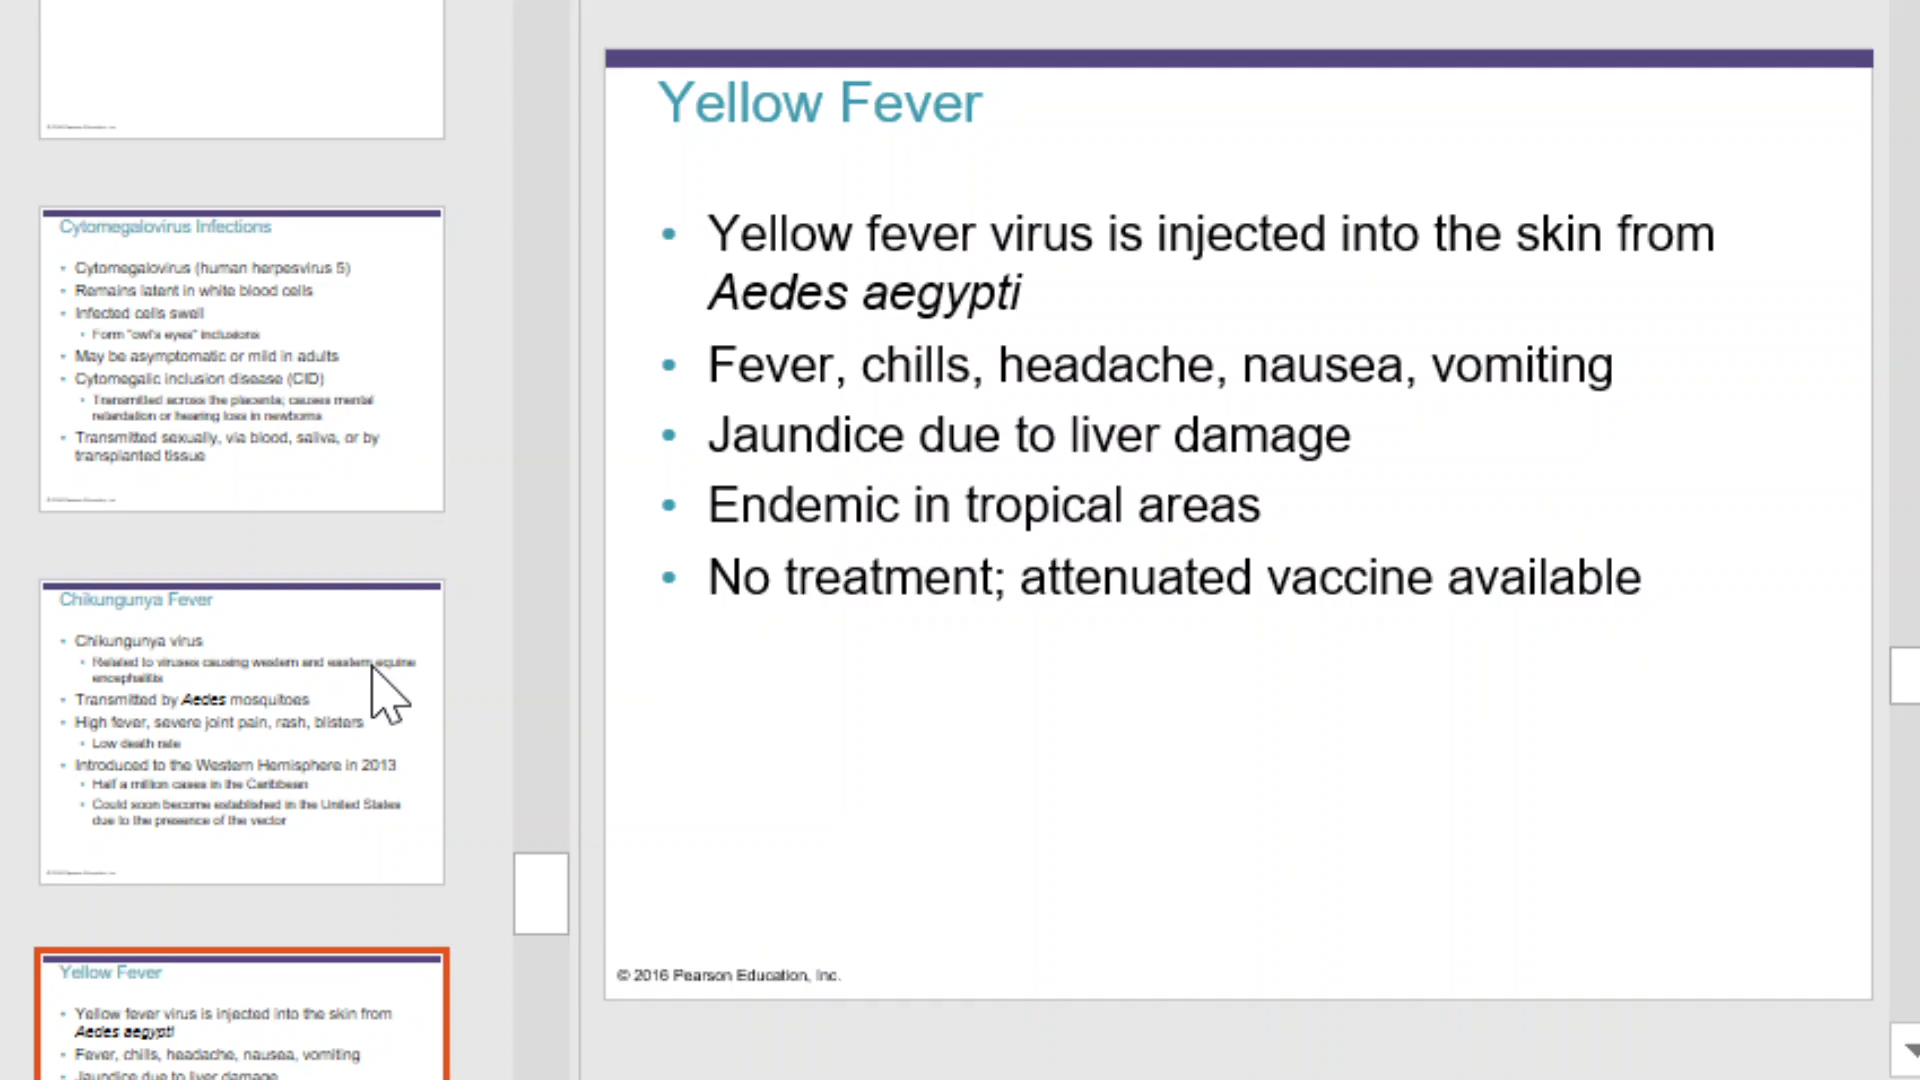 Cytomegalovirus Infections
• Cytomegalovirus (human herpesvirus 5)
• Remains latent in white blood cells
• Infected cells swell
• Form "owl's eyes" inclusions
• May be asymptomatic or mild in adults
• Cytomegalic inclusion disease (CID)
• Transmitted across the placenta; causes mental
retardation or hearing loss in newborns
• Transmitted sexually, via blood, saliva, or by
transplanted tissue
Chikungunya Fever
• Chikungunya virus
• Related to viruses causing western and eastern equine
encephalitis
• Transmitted by Aedes mosquitoes
• High fever, severe joint pain, rash, blisters
• Low death rate
• Introduced to the Western Hemisphere in 2013
• Half a million cases in the Caribbean
• Could soon become established in the United States
due to the presence of the vector
Yellow Fever
• Yellow fever virus is injected into the skin from
Aedes aegypti
• Fever, chills, headache, nausea, vomiting
• Jaundice due to liver damage
Yellow Fever
• Yellow fever virus is injected into the skin from
Aedes aegypti
• Fever, chills, headache, nausea, vomiting
• Jaundice due to liver damage
• Endemic in tropical areas
• No treatment; attenuated vaccine available
© 2016 Pearson Education, Inc.